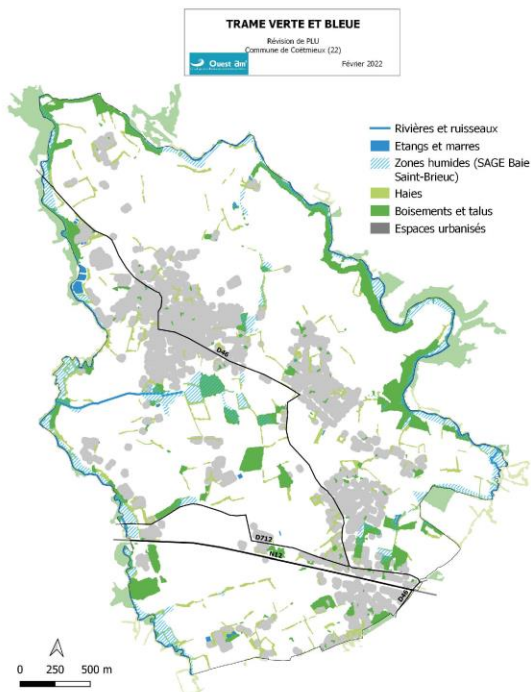 TRAME VERTE ET BLEUE
Révision de PLU
Commune de Coëtmieux (22)
Ouest am'
Février 2022
Rivières et ruisseaux
Etangs et marres
Zones humides (SAGE Baie
Saint-Brieuc)
Haies
Boisements et talus
Espaces urbanisés
D46
D712
N12
D46
0 250 500 m